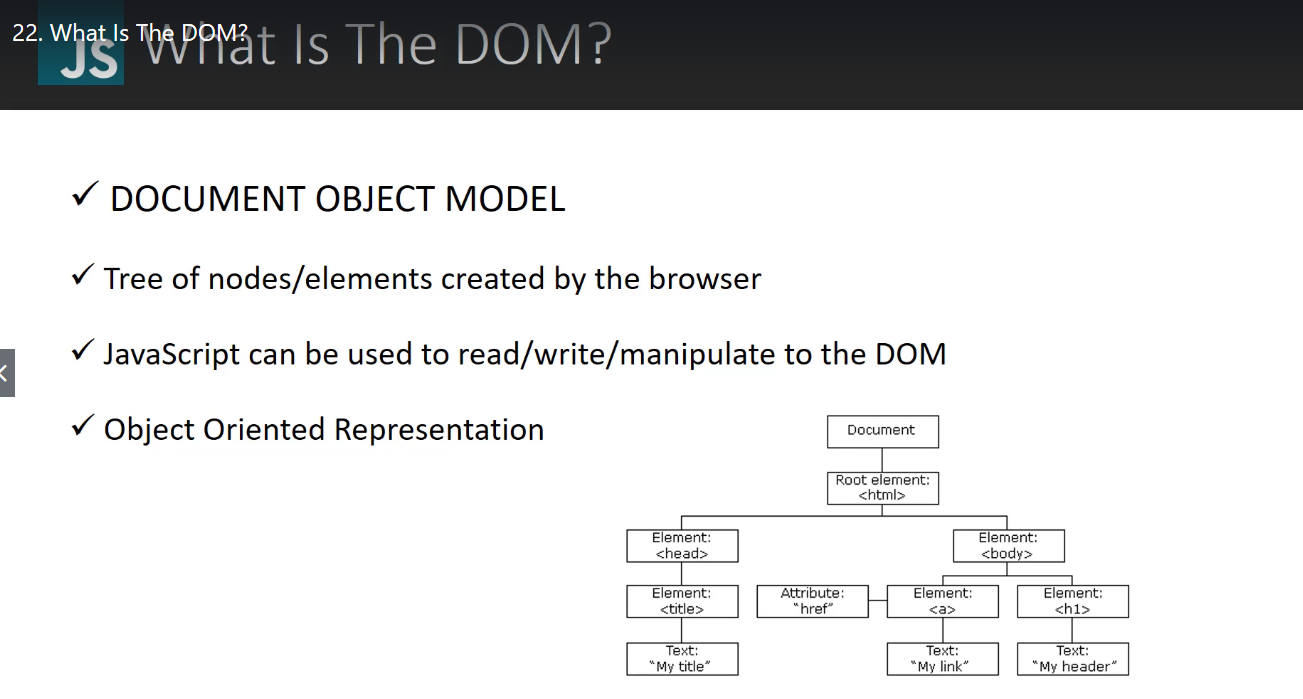 22. What Is The DOM?
JS What Is The DOM?
✓ DOCUMENT OBJECT MODEL
✓ Tree of nodes/elements created by the browser
✓ JavaScript can be used to read/write/manipulate to the DOM
✓ Object Oriented Representation
Document
Root element:
<html>
Element:
<head>
Element:
<body>
Element:
<title>
Attribute:
"href"
Element:
<a>
Element:
<h1>
Text:
"My title"
Text:
"My link"
Text:
"My header"